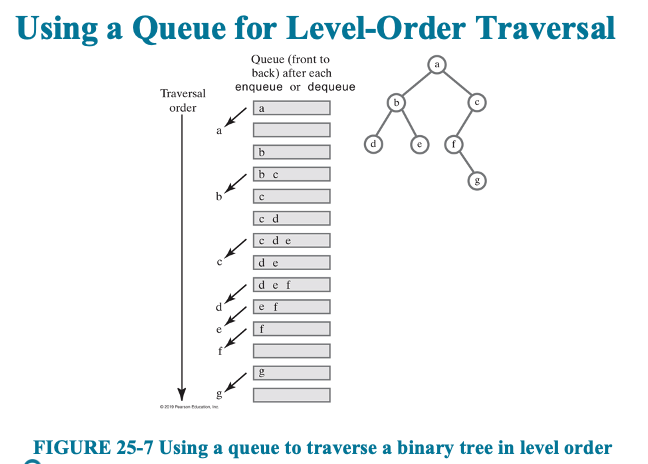 Using a Queue for Level-Order Traversal
Queue (front to
back) after each
enqueue or dequeue
Traversal
order
a
a
b
b c
b
c
c d
c d e
c
d e
d e f
d
e f
e
f
f
g
g
a
b
c
d
e
f
g
© 2019 Pearson Education, Inc.
FIGURE 25-7 Using a queue to traverse a binary tree in level order